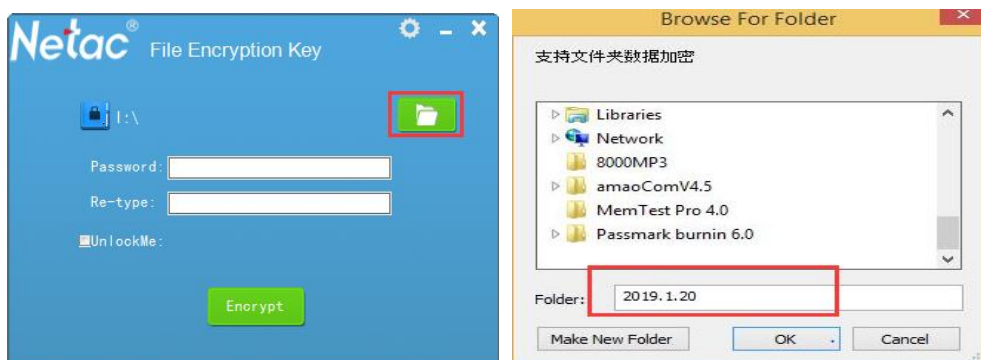 Netac® File Encryption Key
I:\
Password:
Re-type:
UnlockMe:
Encrypt
Browse For Folder
支持文件夹数据加密
Libraries
Network
8000MP3
amaoComV4.5
MemTest Pro 4.0
Passmark burnin 6.0
Folder: 2019.1.20
Make New Folder OK Cancel